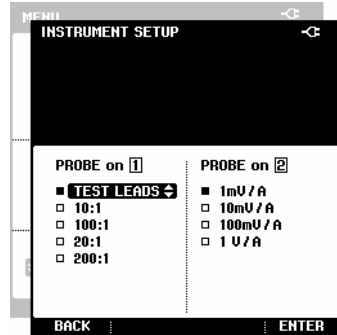 MENU
INSTRUMENT SETUP
PROBE on 1
TEST LEADS
10:1
100:1
20:1
200:1
PROBE on 2
1mV/A
10mV/A
100mV/A
1 V/A
BACK
ENTER